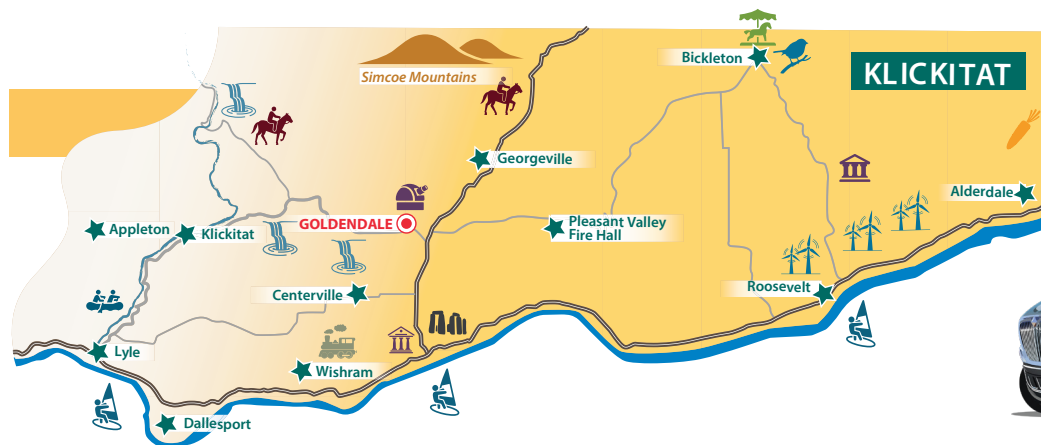 Bickleton
KLICKITAT
Simcoe Mountains
Georgeville
Alderdale
Appleton
Klickitat
GOLDENDALE
Pleasant Valley
Fire Hall
Centerville
Roosevelt
Lyle
Wishram
Dallesport